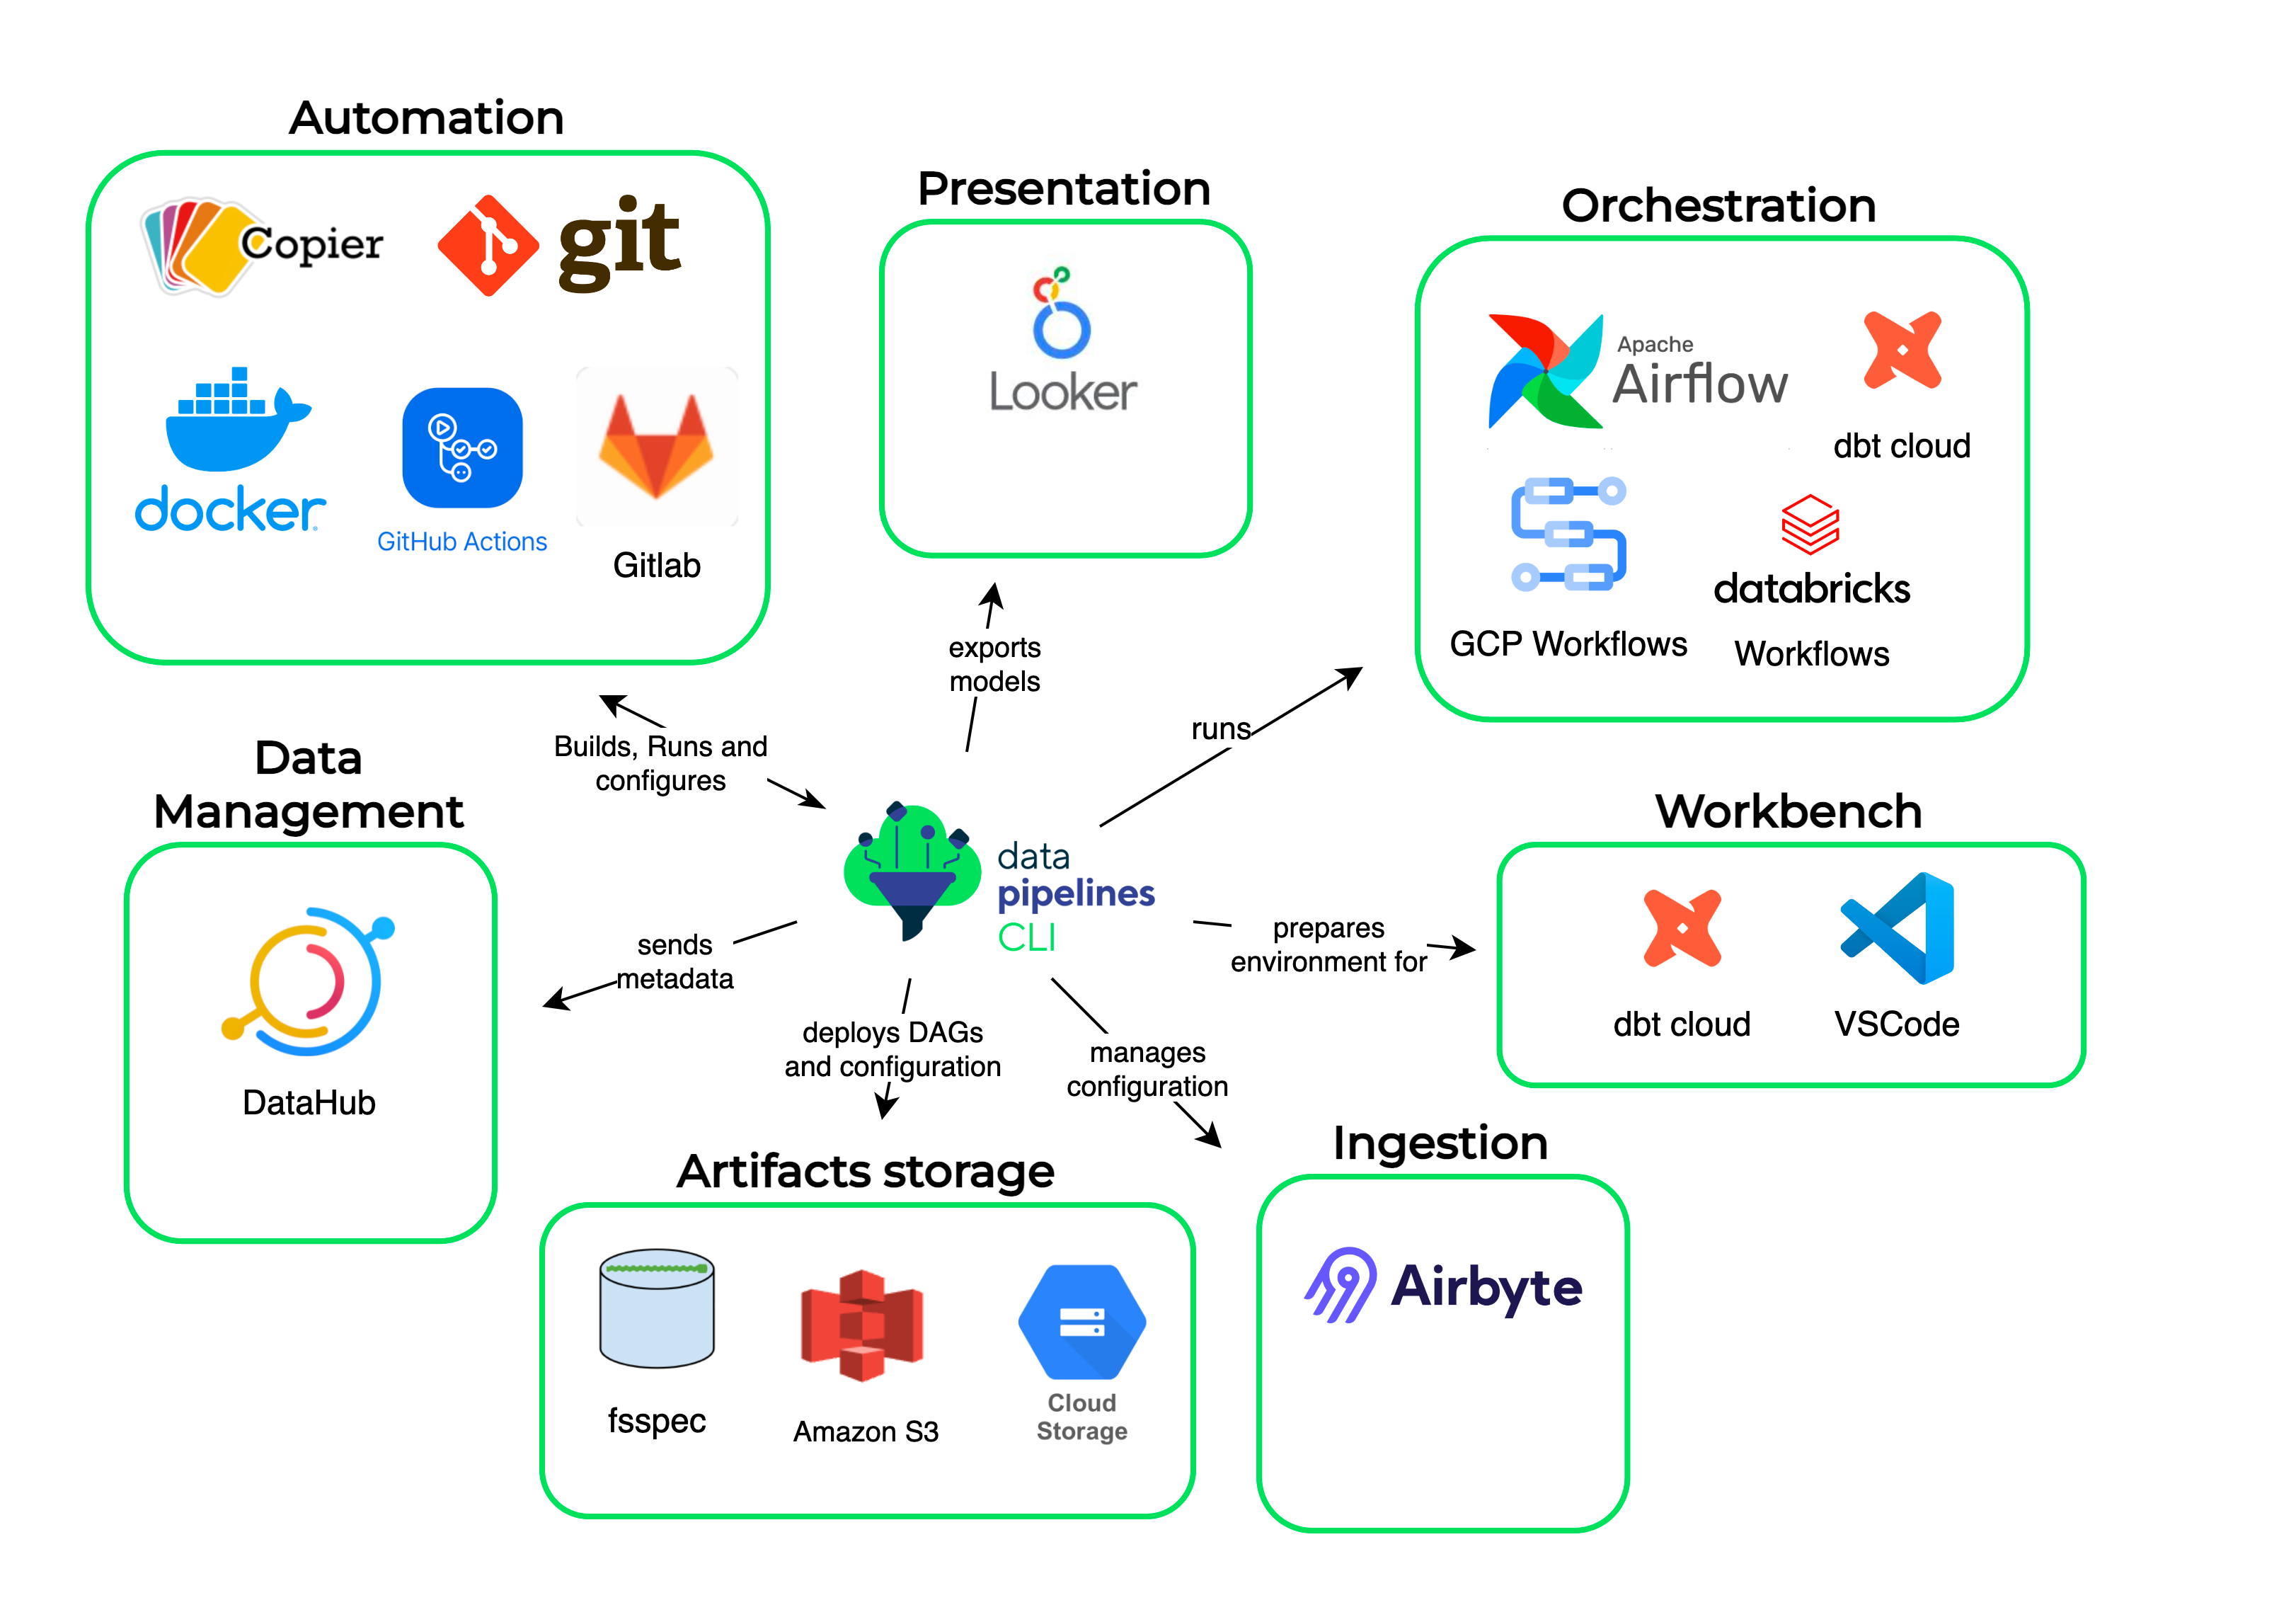 Automation
Copier
git
docker
GitHub Actions
Gitlab
Presentation
Looker
Orchestration
Apache
Airflow
dbt cloud
GCP Workflows
databricks
Workflows
exports
models
runs
Builds, Runs and
configures
Data
Management
DataHub
data
pipelines
CLI
sends
metadata
prepares
environment for
Workbench
dbt cloud
VSCode
deploys DAGs
and configuration
manages
configuration
Artifacts storage
fsspec
Amazon S3
Cloud
Storage
Ingestion
Airbyte